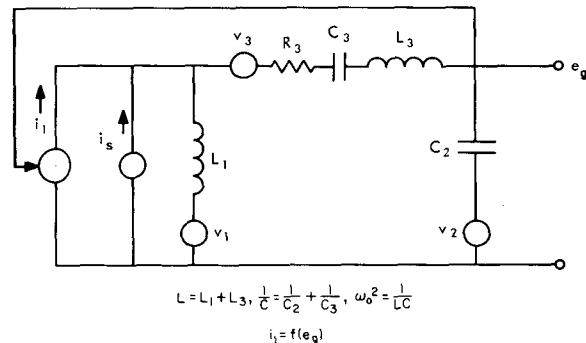 v3
R3
C3
L3
eg
i1
is
L1
C2
v1
v2
L = L1 + L3, 1/C = 1/C2 + 1/C3, ω0² = 1/LC
i1 = f(eg)